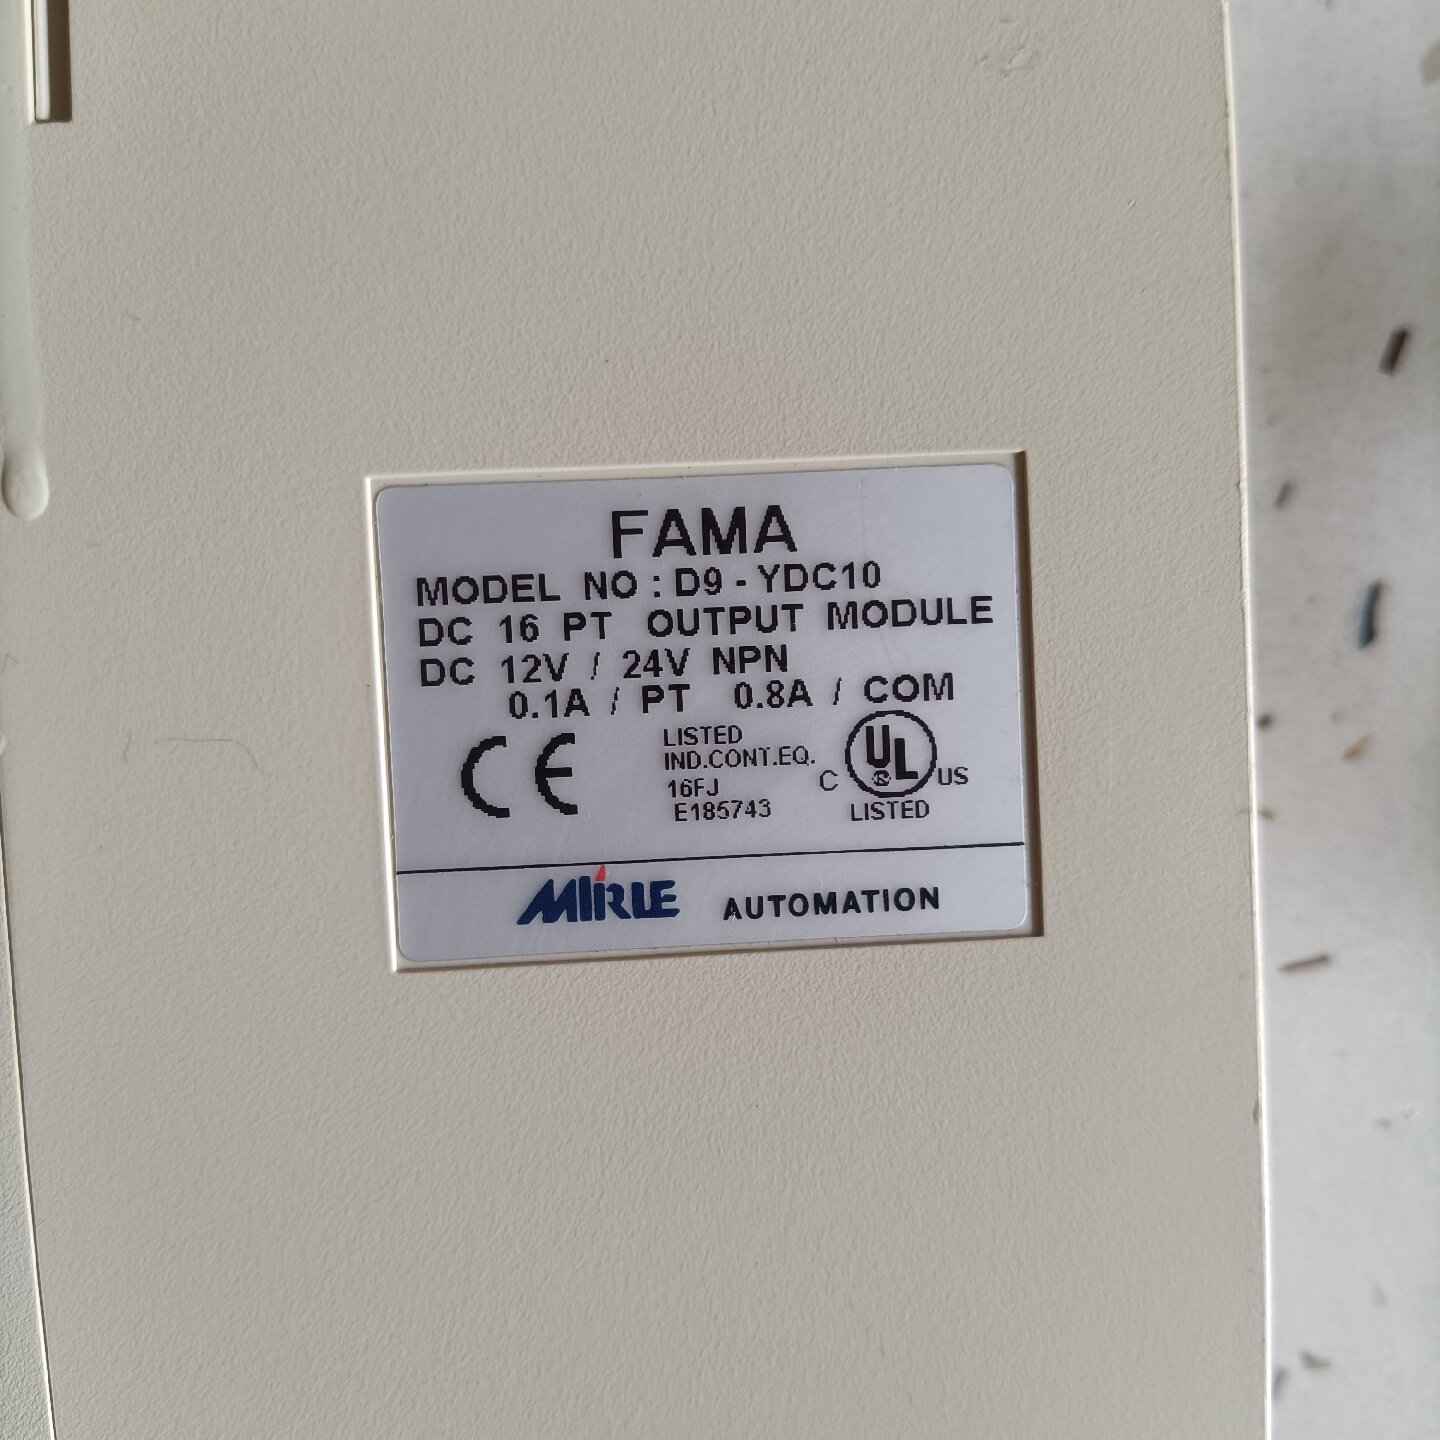 FAMA
MODEL NO : D9 - YDC10
DC 16 PT OUTPUT MODULE
DC 12V / 24V NPN
0.1A / PT 0.8A / COM
CE
LISTED
IND.CONT.EQ.
16FJ
E185743
C UL US
LISTED
MIRLE AUTOMATION